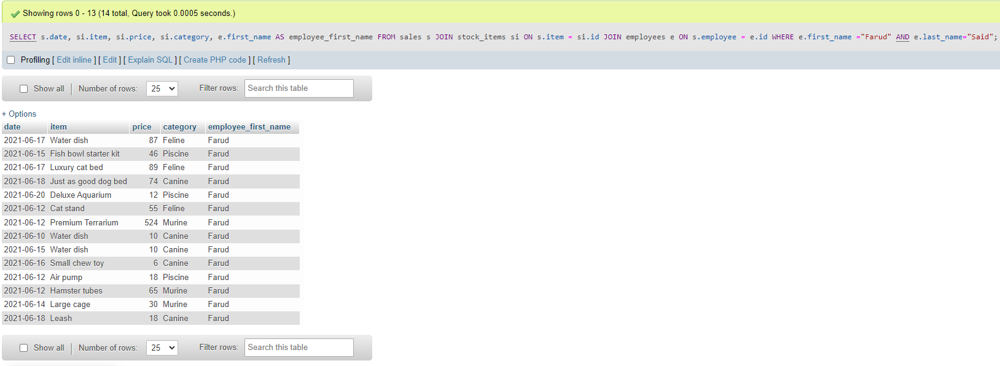 Showing rows 0 - 13 (14 total, Query took 0.0005 seconds.)
SELECT s.date, si.item, si.price, si.category, e.first_name AS employee_first_name FROM sales s JOIN stock_items si ON s.item = si.id JOIN employees e ON s.employee = e.id WHERE e.first_name ="Farud" AND e.last_name="Said";
Profiling [ Edit inline ] [ Edit ] [ Explain SQL ] [ Create PHP code ] [ Refresh ]
Show all | Number of rows: 25 Filter rows: Search this table
+ Options
date item price category employee_first_name
2021-06-17 Water dish 87 Feline Farud
2021-06-15 Fish bowl starter kit 46 Piscine Farud
2021-06-17 Luxury cat bed 89 Feline Farud
2021-06-18 Just as good dog bed 74 Canine Farud
2021-06-20 Deluxe Aquarium 12 Piscine Farud
2021-06-12 Cat stand 55 Feline Farud
2021-06-12 Premium Terrarium 524 Murine Farud
2021-06-10 Water dish 10 Canine Farud
2021-06-15 Water dish 10 Canine Farud
2021-06-16 Small chew toy 6 Canine Farud
2021-06-12 Air pump 18 Piscine Farud
2021-06-12 Hamster tubes 65 Murine Farud
2021-06-14 Large cage 30 Murine Farud
2021-06-18 Leash 18 Canine Farud
Show all | Number of rows: 25 Filter rows: Search this table